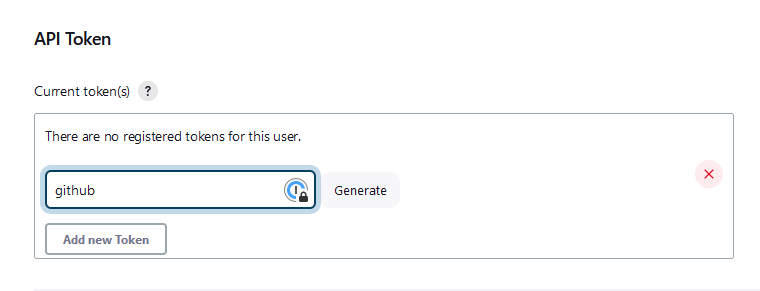 API Token
Current token(s) ?
There are no registered tokens for this user.
github Generate
Add new Token